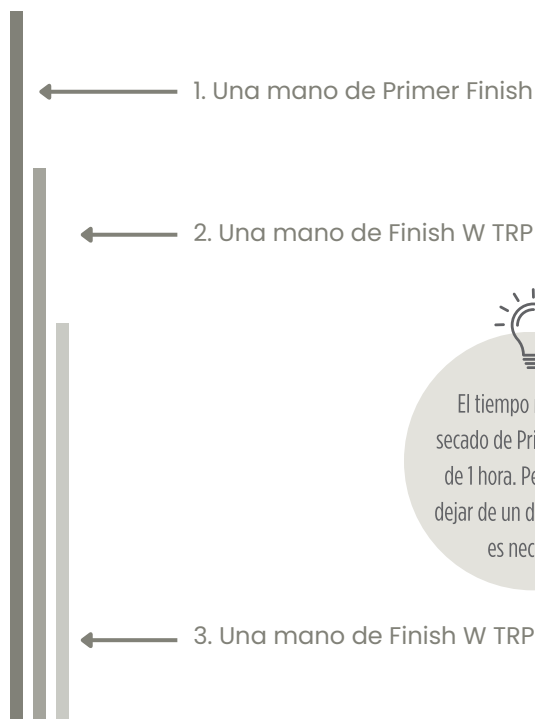 1. Una mano de Primer Finish
2. Una mano de Finish W TRP
El tiempo
secado de Pri
de 1 hora. Pe
dejar de un d
es nec
3. Una mano de Finish W TRP